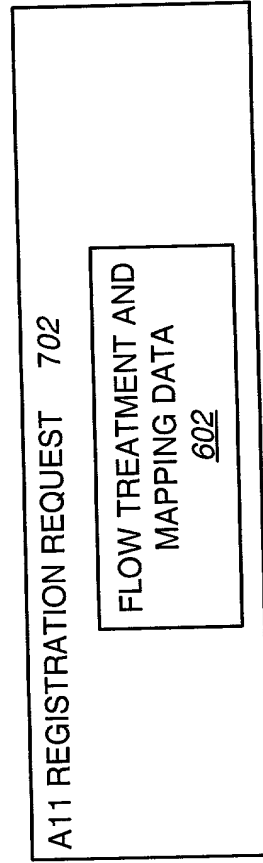 A11 REGISTRATION REQUEST 702
FLOW TREATMENT AND
MAPPING DATA
602